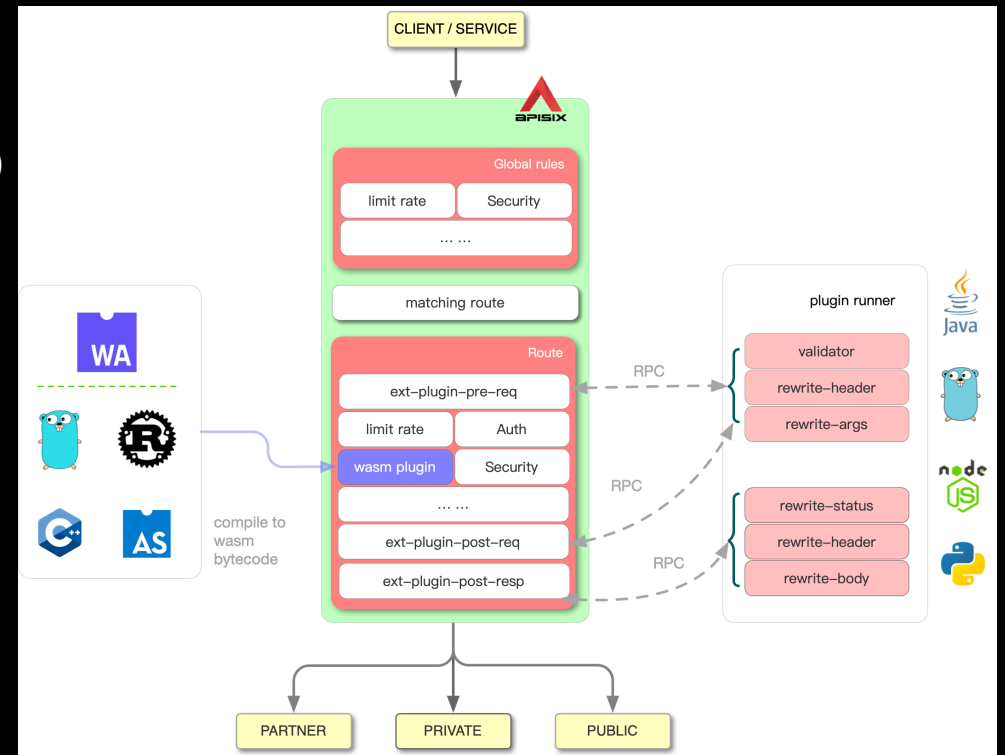 CLIENT / SERVICE
APISIX
Global rules
limit rate
Security
... ...
matching route
Route
ext-plugin-pre-req
limit rate
Auth
wasm plugin
Security
... ...
ext-plugin-post-req
ext-plugin-post-resp
WA
R
C++
AS
compile to
wasm
bytecode
RPC
RPC
RPC
plugin runner
validator
rewrite-header
rewrite-args
rewrite-status
rewrite-header
rewrite-body
Java
node
JS
PARTNER
PRIVATE
PUBLIC